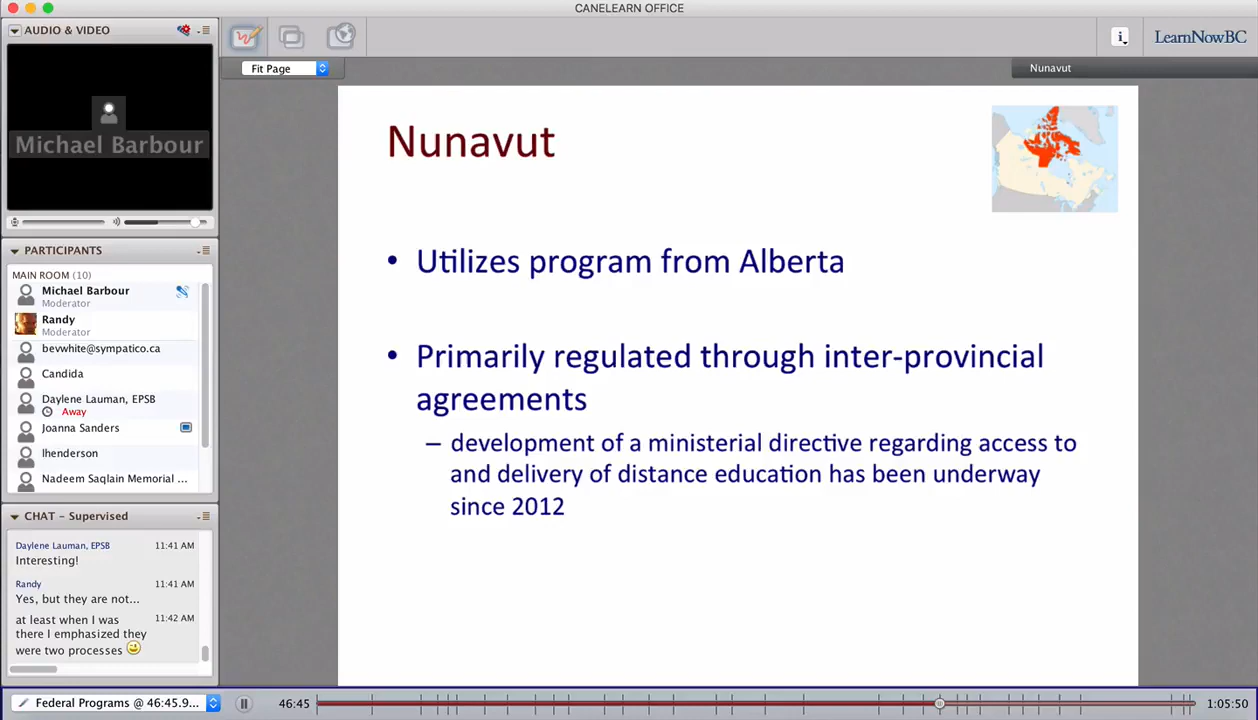 CANELEARN OFFICE
AUDIO & VIDEO
Michael Barbour
PARTICIPANTS
MAIN ROOM (10)
Michael Barbour
Moderator
Randy
Moderator
bevwhite@sympatico.ca
Candida
Daylene Lauman, EPSB
Away
Joanna Sanders
lhenderson
Nadeem Saqlain Memorial ...
CHAT - Supervised
Daylene Lauman, EPSB 11:41 AM
Interesting!
Randy 11:41 AM
Yes, but they are not...
at least when I was 11:42 AM
there I emphasized they
were two processes
Fit Page
i
LearnNowBC
Nunavut
Nunavut
• Utilizes program from Alberta
• Primarily regulated through inter-provincial
agreements
– development of a ministerial directive regarding access to
and delivery of distance education has been underway
since 2012
Federal Programs @ 46:45.9...
46:45
1:05:50